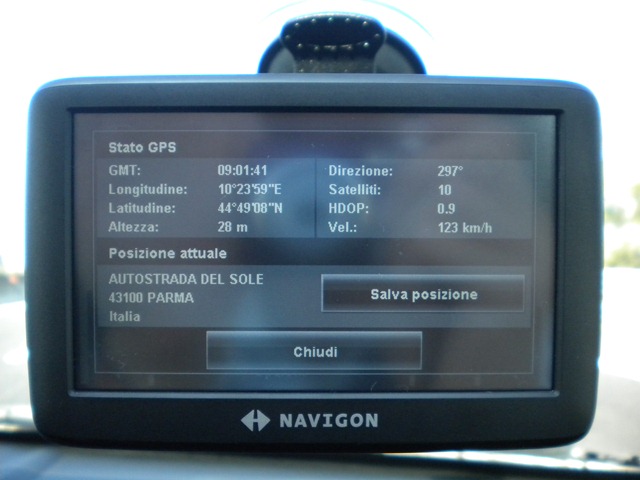 Stato GPS
GMT: 09:01:41
Longitudine: 10°23'59"E
Latitudine: 44°49'08"N
Altezza: 28 m
Direzione: 297°
Satelliti: 10
HDOP: 0.9
Vel.: 123 km/h
Posizione attuale
AUTOSTRADA DEL SOLE
43100 PARMA
Italia
Salva posizione
Chiudi
NAVIGON